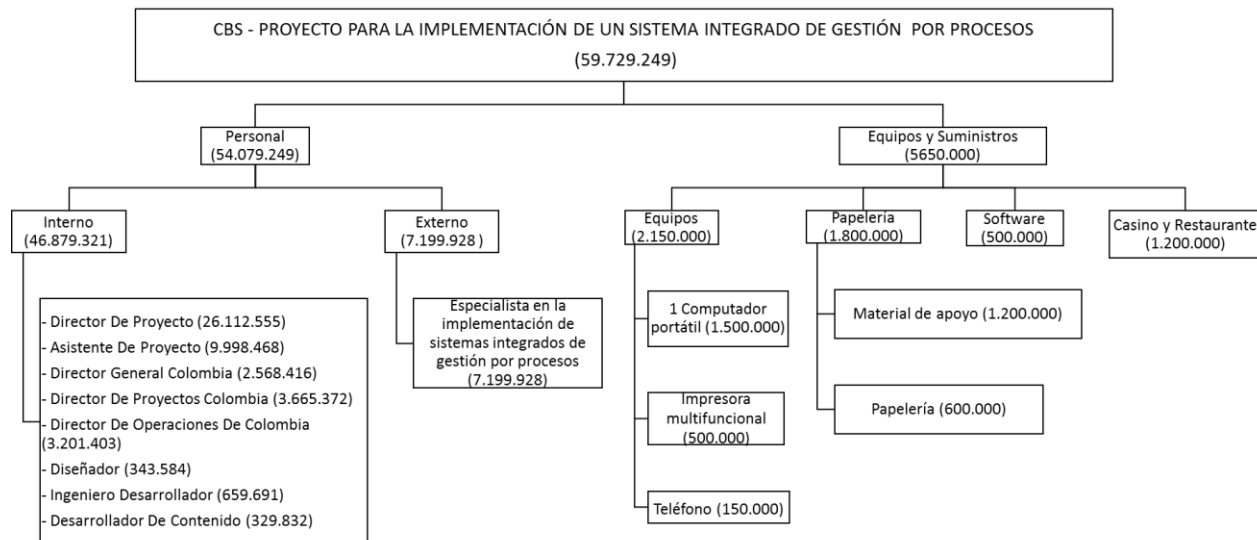 CBS - PROYECTO PARA LA IMPLEMENTACIÓN DE UN SISTEMA INTEGRADO DE GESTIÓN POR PROCESOS
(59.729.249)
Personal
(54.079.249)
Equipos y Suministros
(5650.000)
Interno
(46.879.321)
Externo
(7.199.928 )
Equipos
(2.150.000)
Papelería
(1.800.000)
Software
(500.000)
Casino y Restaurante
(1.200.000)
- Director De Proyecto (26.112.555)
- Asistente De Proyecto (9.998.468)
- Director General Colombia (2.568.416)
- Director De Proyectos Colombia (3.665.372)
- Director De Operaciones De Colombia
(3.201.403)
- Diseñador (343.584)
- Ingeniero Desarrollador (659.691)
- Desarrollador De Contenido (329.832)
Especialista en la
implementación de
sistemas integrados de
gestión por procesos
(7.199.928)
1 Computador
portátil (1.500.000)
Impresora
multifuncional
(500.000)
Teléfono (150.000)
Material de apoyo (1.200.000)
Papelería (600.000)